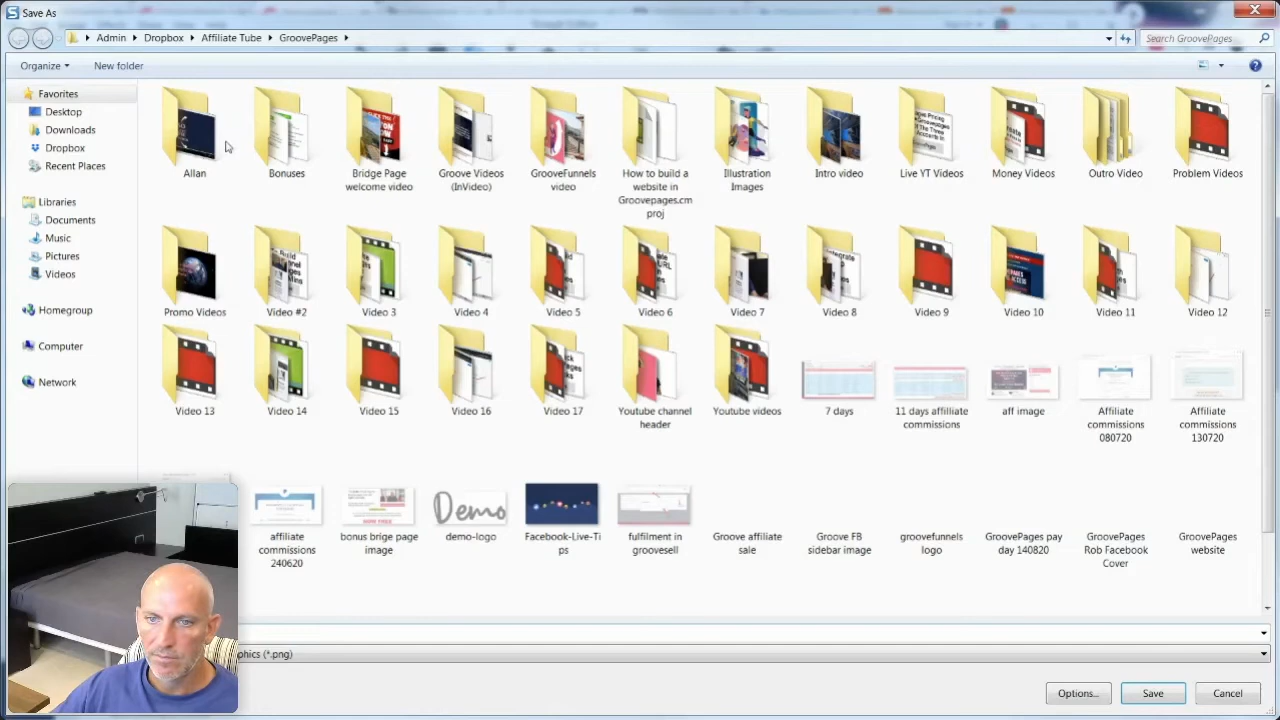 Save As
Admin Dropbox Affiliate Tube GroovePages
Search GroovePages
Organize New folder
Favorites
Desktop
Downloads
Dropbox
Recent Places
Libraries
Documents
Music
Pictures
Videos
Homegroup
Computer
Network
Allan
Bonuses
Bridge Page
welcome video
Groove Videos
(InVideo)
GrooveFunnels
video
How to build a
website in
Groovepages.cm
proj
Illustration
Images
Intro video
Live YT Videos
Money Videos
Outro Video
Problem Videos
Promo Videos
Video #2
Video 3
Video 4
Video 5
Video 6
Video 7
Video 8
Video 9
Video 10
Video 11
Video 12
Video 13
Video 14
Video 15
Video 16
Video 17
Youtube channel
header
Youtube videos
7 days
11 days affilliate
commissions
aff image
Affiliate
commissions
080720
Affiliate
commissions
130720
affiliate
commissions
240620
bonus brige page
image
Demo
demo-logo
Facebook-Live-Ti
ps
fulfilment in
groovesell
Groove affiliate
sale
Groove FB
sidebar image
groovefunnels
logo
GroovePages pay
day 140820
GroovePages
Rob Facebook
Cover
GroovePages
website
phics (*.png)
Options... Save Cancel